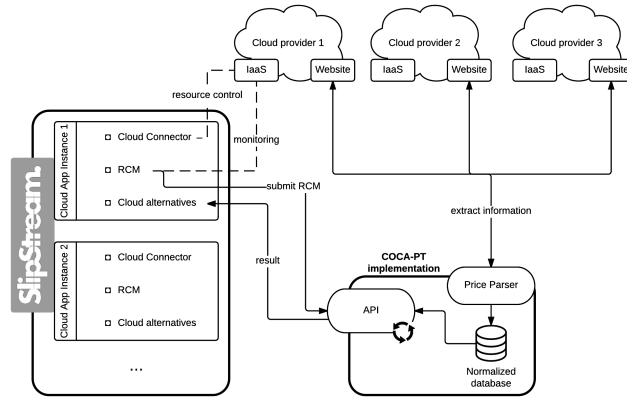 Cloud provider 1
Cloud provider 2
Cloud provider 3
IaaS
Website
IaaS
Website
IaaS
Website
resource control
monitoring
SlipStream.
Cloud App Instance 1
Cloud Connector
RCM
Cloud alternatives
submit RCM
result
extract information
Cloud App Instance 2
Cloud Connector
RCM
Cloud alternatives
...
COCA-PT
implementation
API
Price Parser
Normalized
database